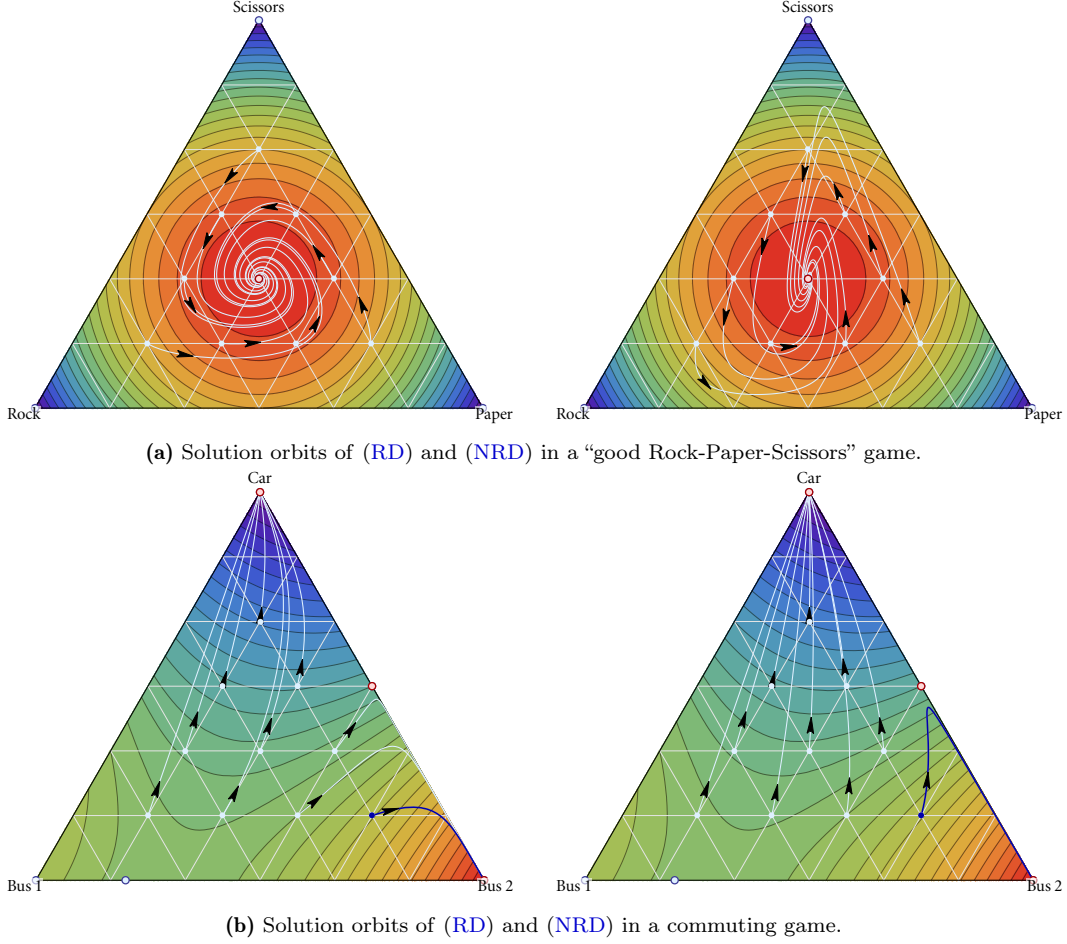 Scissors Scissors
Rock Paper Rock Paper
(a) Solution orbits of (RD) and (NRD) in a “good Rock-Paper-Scissors” game.
Car Car
Bus 1 Bus 2 Bus 1 Bus 2
(b) Solution orbits of (RD) and (NRD) in a commuting game.